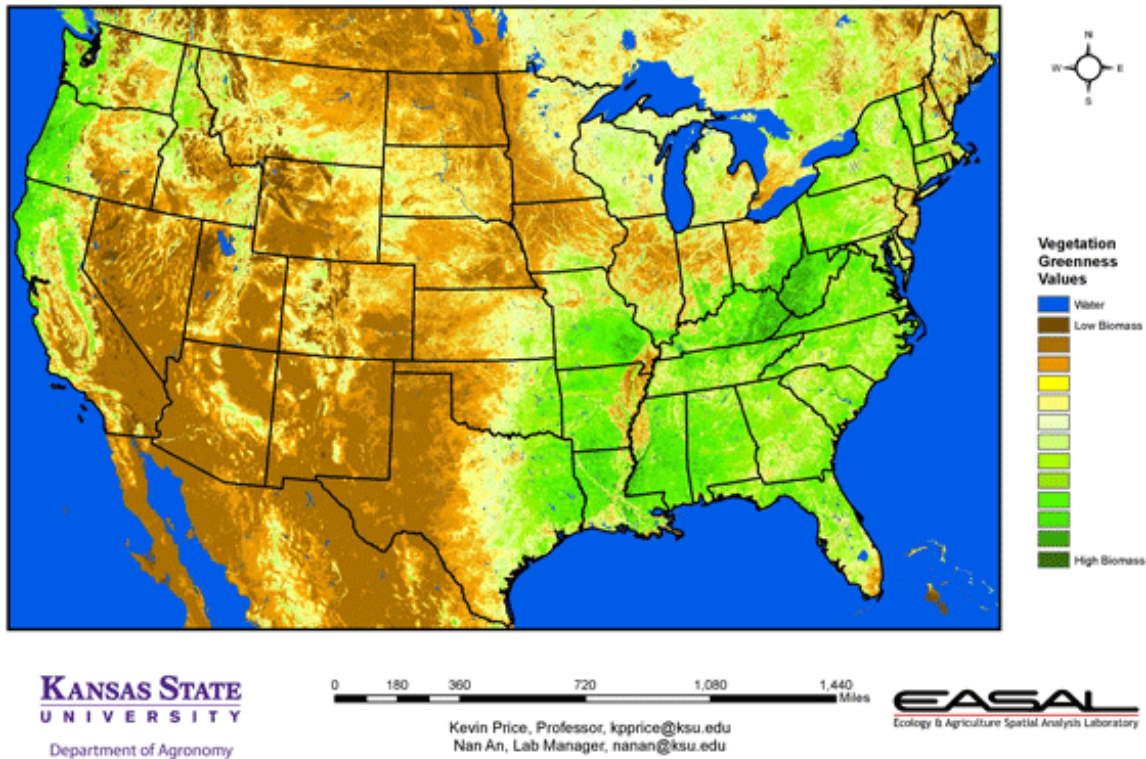 N
W E
S
Vegetation
Greenness
Values
Water
Low Biomass
High Biomass
KANSAS STATE
UNIVERSITY
Department of Agronomy
0 180 360 720 1,080 1,440
Miles
Kevin Price, Professor, kpprice@ksu.edu
Nan An, Lab Manager, nanan@ksu.edu
EASAL
Ecology & Agriculture Spatial Analysis Laboratory